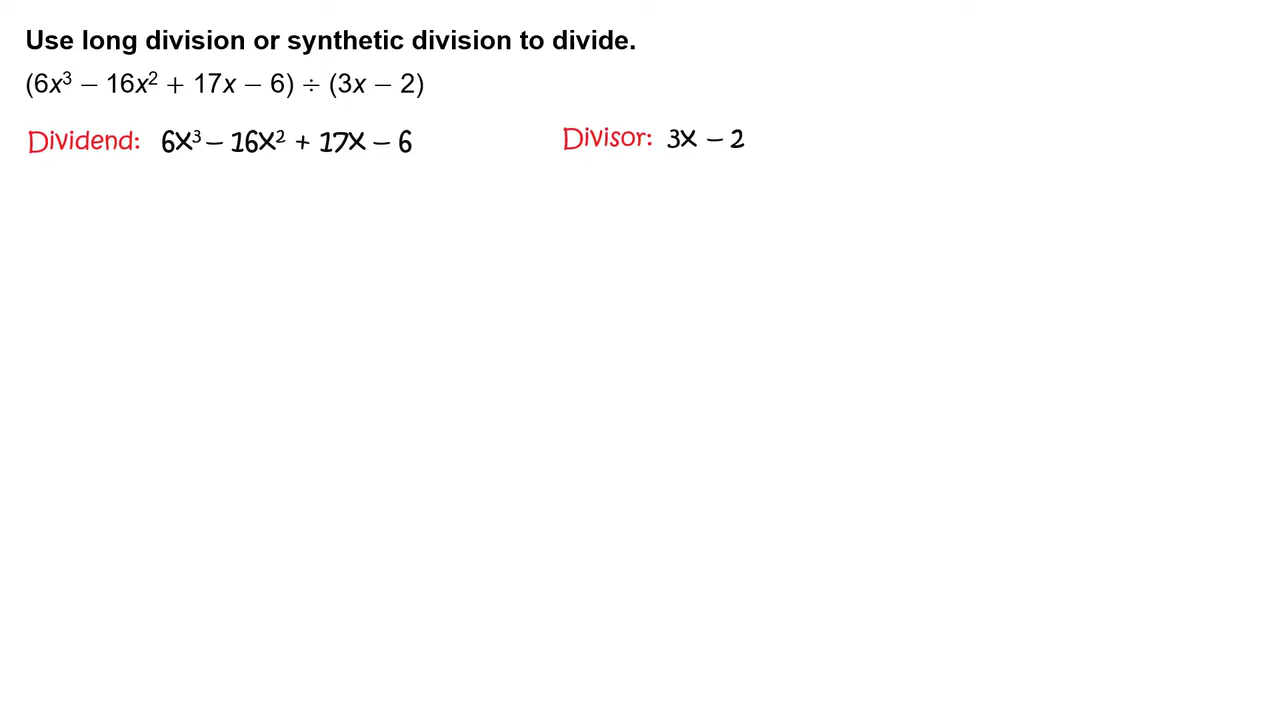 Use long division or synthetic division to divide.
(6x³ − 16x² + 17x − 6) ÷ (3x − 2)
Dividend: 6x³ − 16x² + 17x − 6 Divisor: 3x − 2